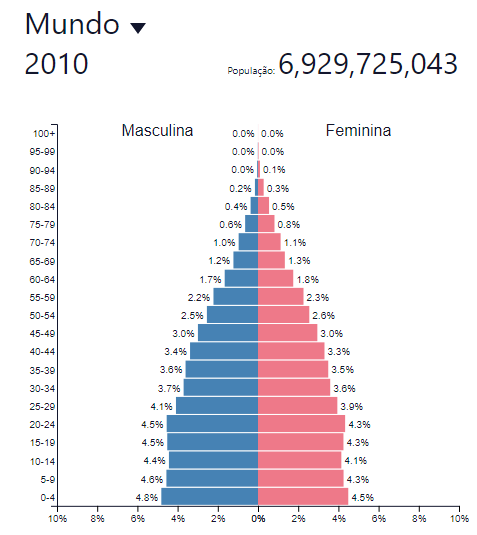 Mundo
2010 População: 6,929,725,043
Masculina Feminina
100+ 0.0% 0.0%
95-99 0.0% 0.0%
90-94 0.0% 0.1%
85-89 0.2% 0.3%
80-84 0.4% 0.5%
75-79 0.6% 0.8%
70-74 1.0% 1.1%
65-69 1.2% 1.3%
60-64 1.7% 1.8%
55-59 2.2% 2.3%
50-54 2.5% 2.6%
45-49 3.0% 3.0%
40-44 3.4% 3.3%
35-39 3.6% 3.5%
30-34 3.7% 3.6%
25-29 4.1% 3.9%
20-24 4.5% 4.3%
15-19 4.5% 4.3%
10-14 4.4% 4.1%
5-9 4.6% 4.3%
0-4 4.8% 4.5%
10% 8% 6% 4% 2% 0% 2% 4% 6% 8% 10%